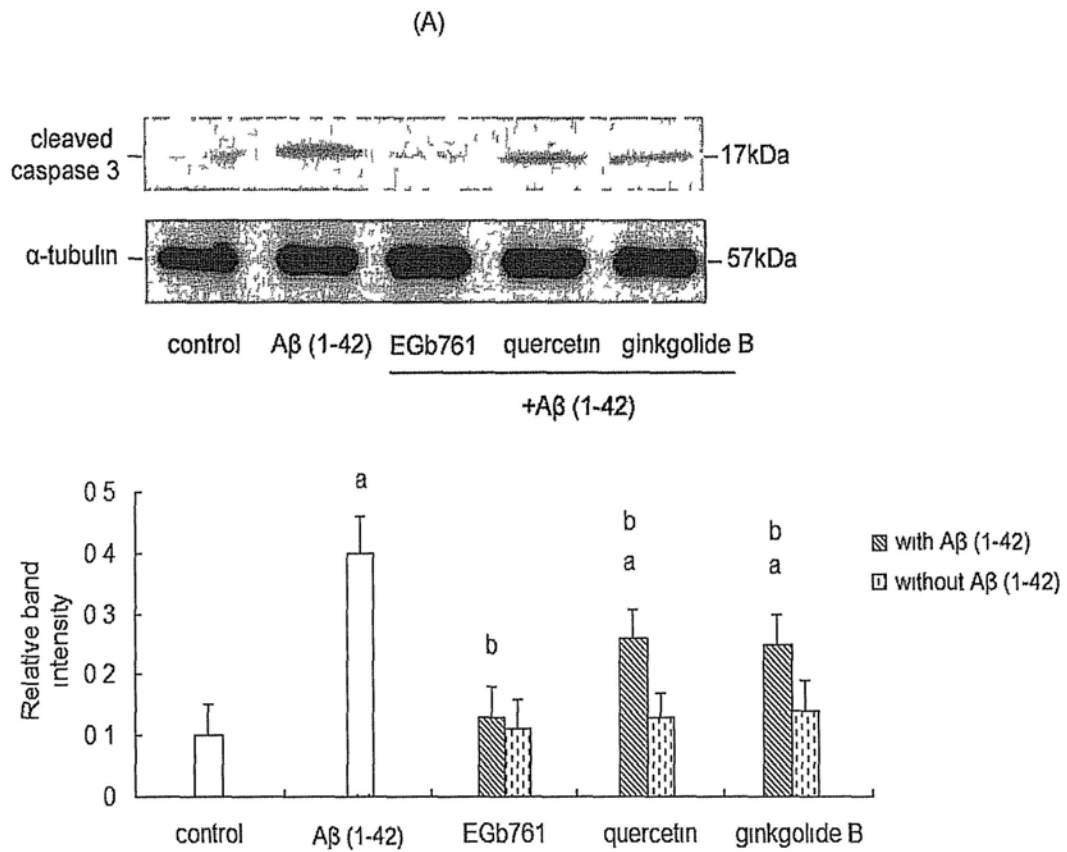 (A)
cleaved
caspase 3
17kDa
α-tubulin
57kDa
control Aβ (1-42) EGb761 quercetin ginkgolide B
+Aβ (1-42)
Relative band
intensity
0 5
0 4
0 3
0 2
0 1
0
a
b
b
a
b
a
with Aβ (1-42)
without Aβ (1-42)
control Aβ (1-42) EGb761 quercetin ginkgolide B